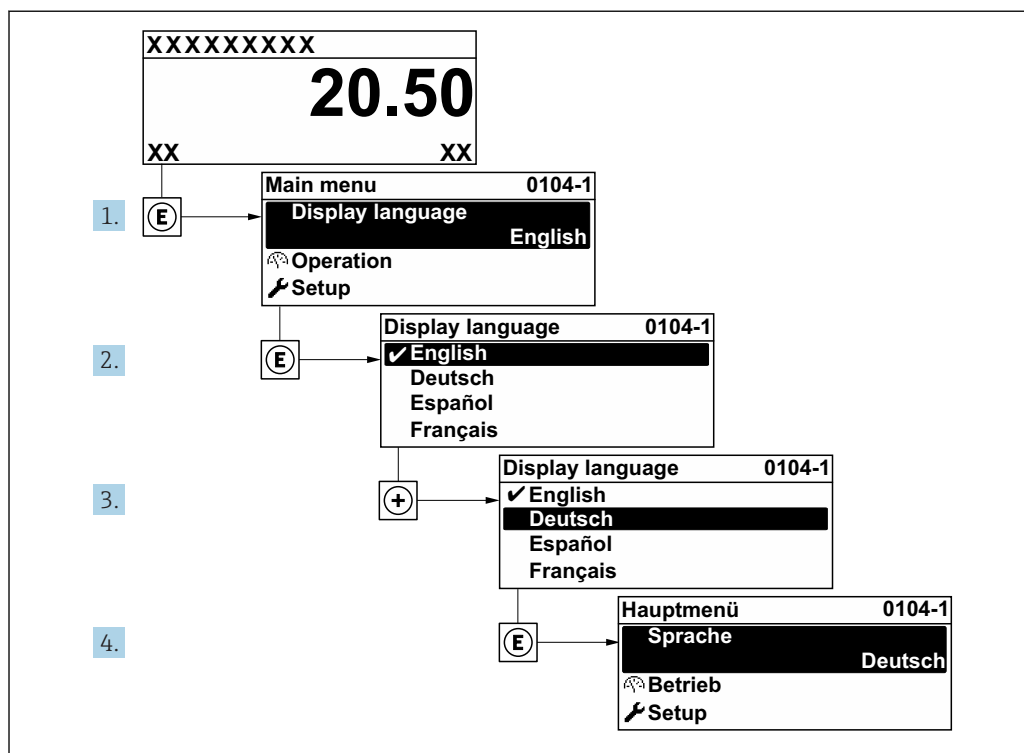 XXXXXXXXX
20.50
XX XX
1. E
Main menu 0104-1
Display language
English
Operation
Setup
2. E
Display language 0104-1
✔English
Deutsch
Español
Français
3. +
Display language 0104-1
✔English
Deutsch
Español
Français
4. E
Hauptmenü 0104-1
Sprache
Deutsch
Betrieb
Setup